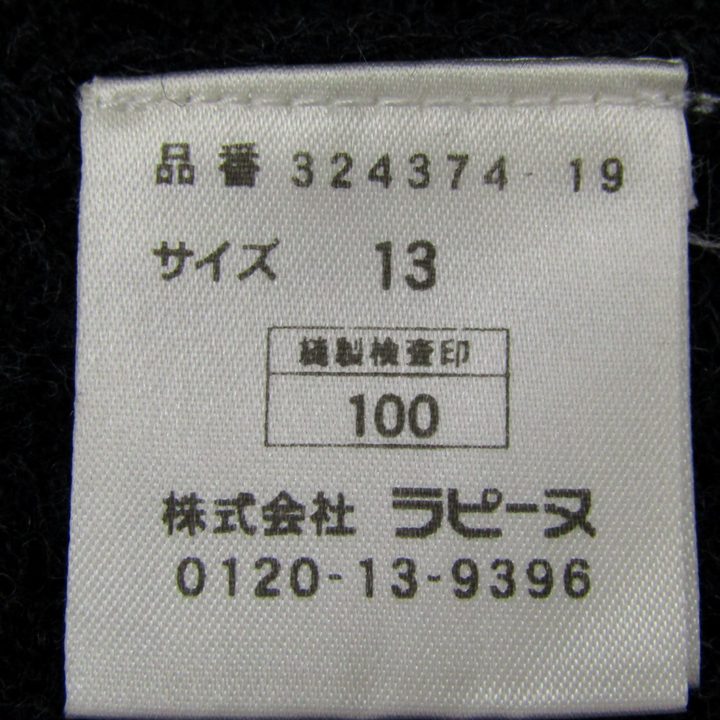 品番 324374-19
サイズ 13
縫製検査印
100
株式会社 ラピーヌ
0120-13-9396